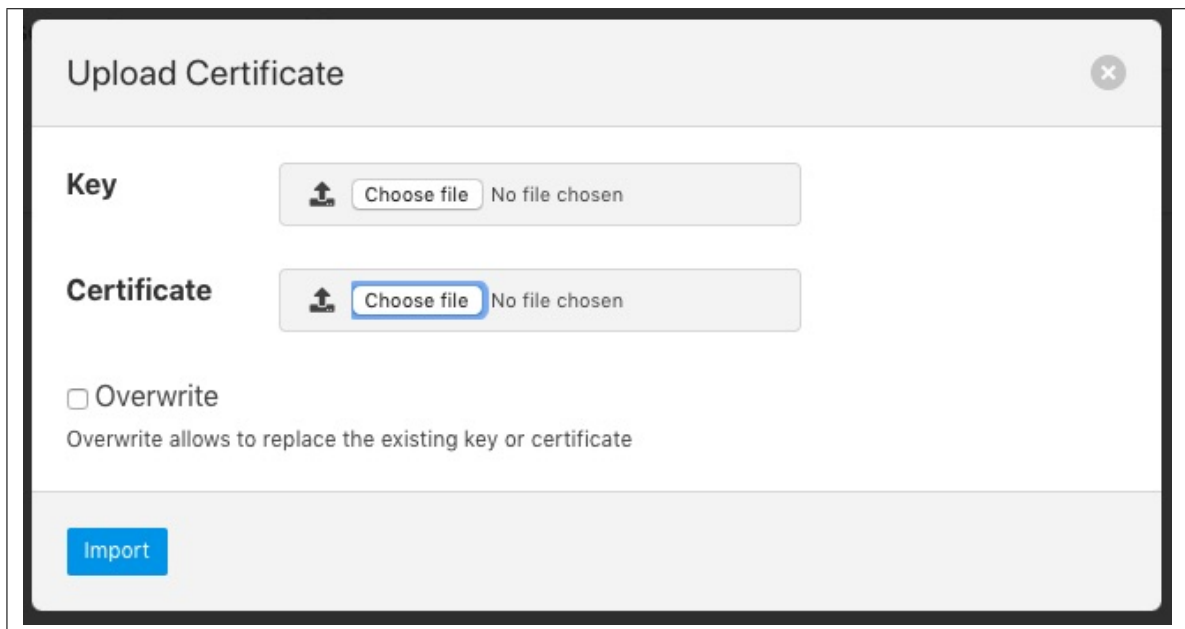 Upload Certificate
Key Choose file No file chosen
Certificate Choose file No file chosen
Overwrite
Overwrite allows to replace the existing key or certificate
Import